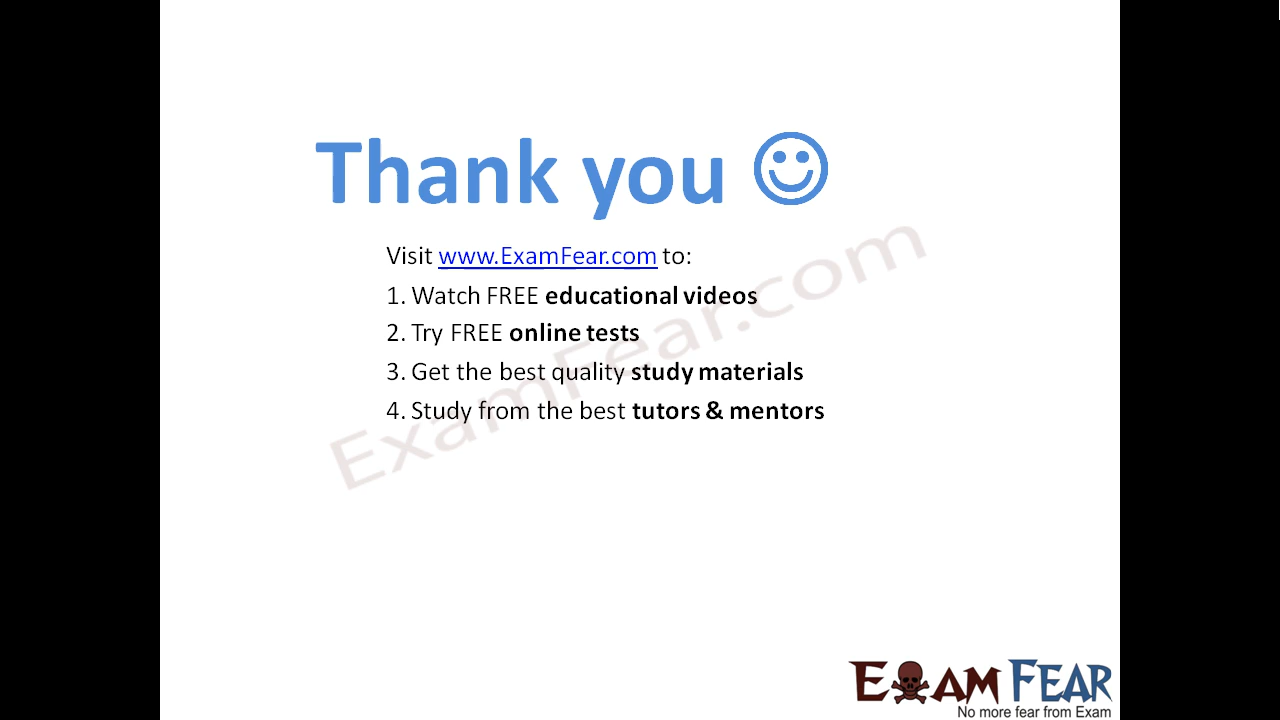 Thank you
Visit www.ExamFear.com to:
1. Watch FREE educational videos
2. Try FREE online tests
3. Get the best quality study materials
4. Study from the best tutors & mentors
ExamFear.com
EXAM FEAR
No more fear from Exam